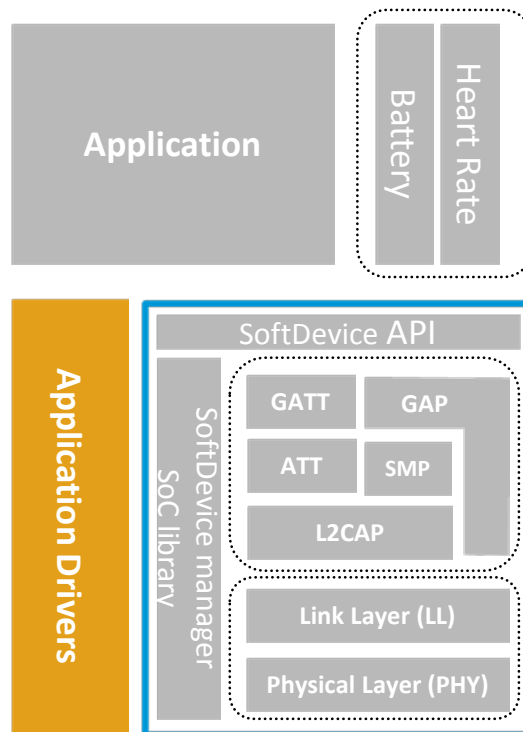 Application
Battery
Heart Rate
Application Drivers
SoftDevice API
SoftDevice manager
SoC library
GATT
GAP
ATT
SMP
L2CAP
Link Layer (LL)
Physical Layer (PHY)